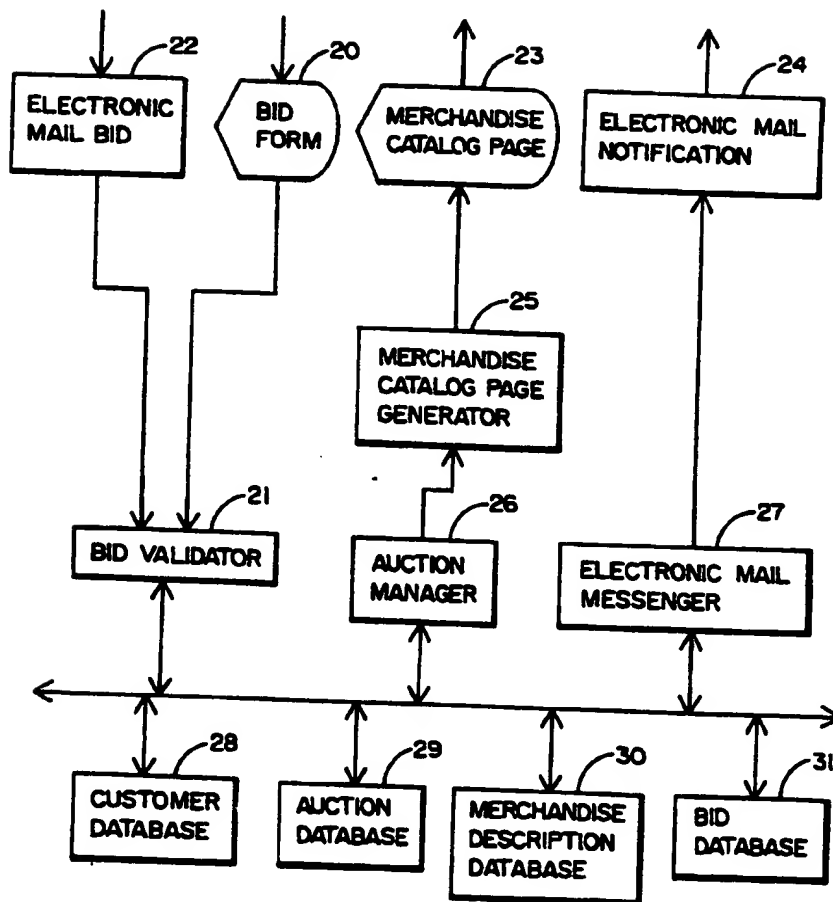 22
20
23
24
ELECTRONIC
MAIL BID
BID
FORM
MERCHANDISE
CATALOG PAGE
ELECTRONIC MAIL
NOTIFICATION
25
MERCHANDISE
CATALOG PAGE
GENERATOR
21
BID VALIDATOR
26
AUCTION
MANAGER
27
ELECTRONIC MAIL
MESSENGER
28
CUSTOMER
DATABASE
29
AUCTION
DATABASE
30
MERCHANDISE
DESCRIPTION
DATABASE
31
BID
DATABASE